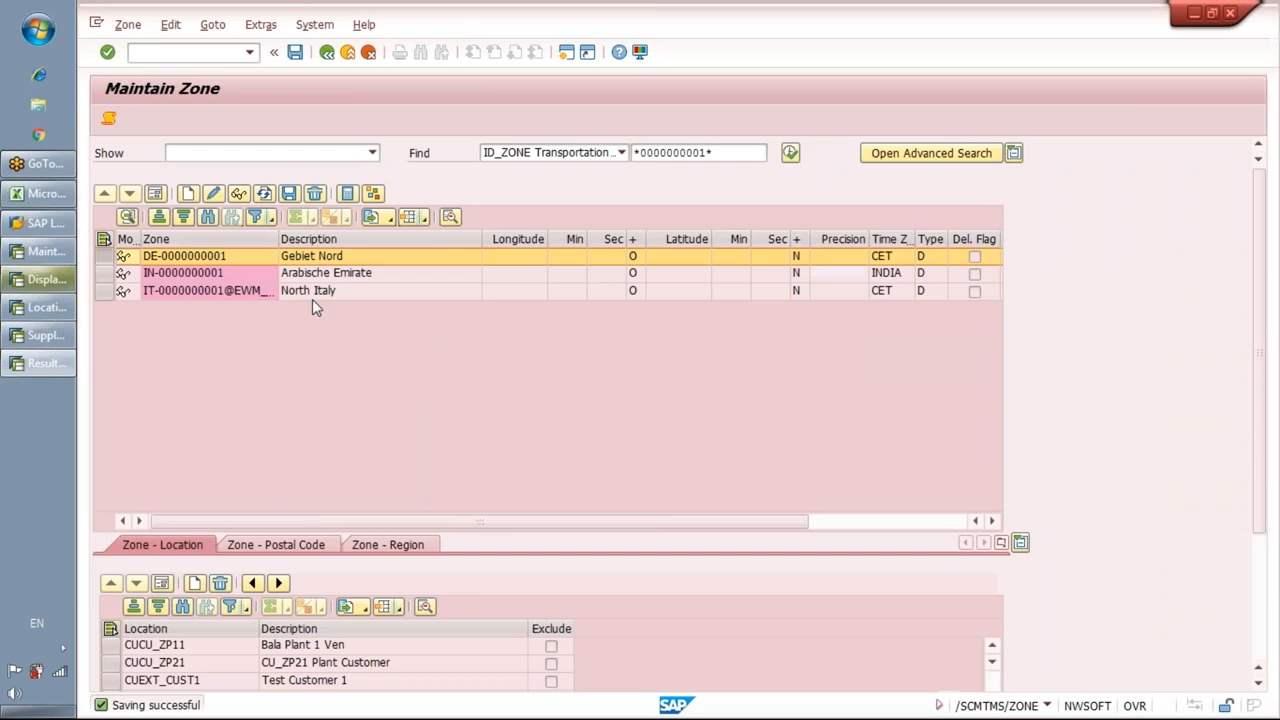 Zone Edit Goto Extras System Help
Maintain Zone
Show Find ID_ZONE Transportation.. *0000000001* Open Advanced Search
Mo.. Zone Description Longitude Min Sec + Latitude Min Sec + Precision Time Z.. Type Del. Flag
DE-0000000001 Gebiet Nord O N CET D
IN-0000000001 Arabische Emirate O N INDIA D
IT-0000000001@EWM_... North Italy O N CET D
Zone - Location Zone - Postal Code Zone - Region
Location Description Exclude
CUCU_ZP11 Bala Plant 1 Ven
CUCU_ZP21 CU_ZP21 Plant Customer
CUEXT_CUST1 Test Customer 1
Saving successful SAP /SCMTMS/ZONE NWSOFT OVR
GoTo...
Micro...
SAP L...
Maint...
Displa...
Locati...
Suppl...
Result...
EN